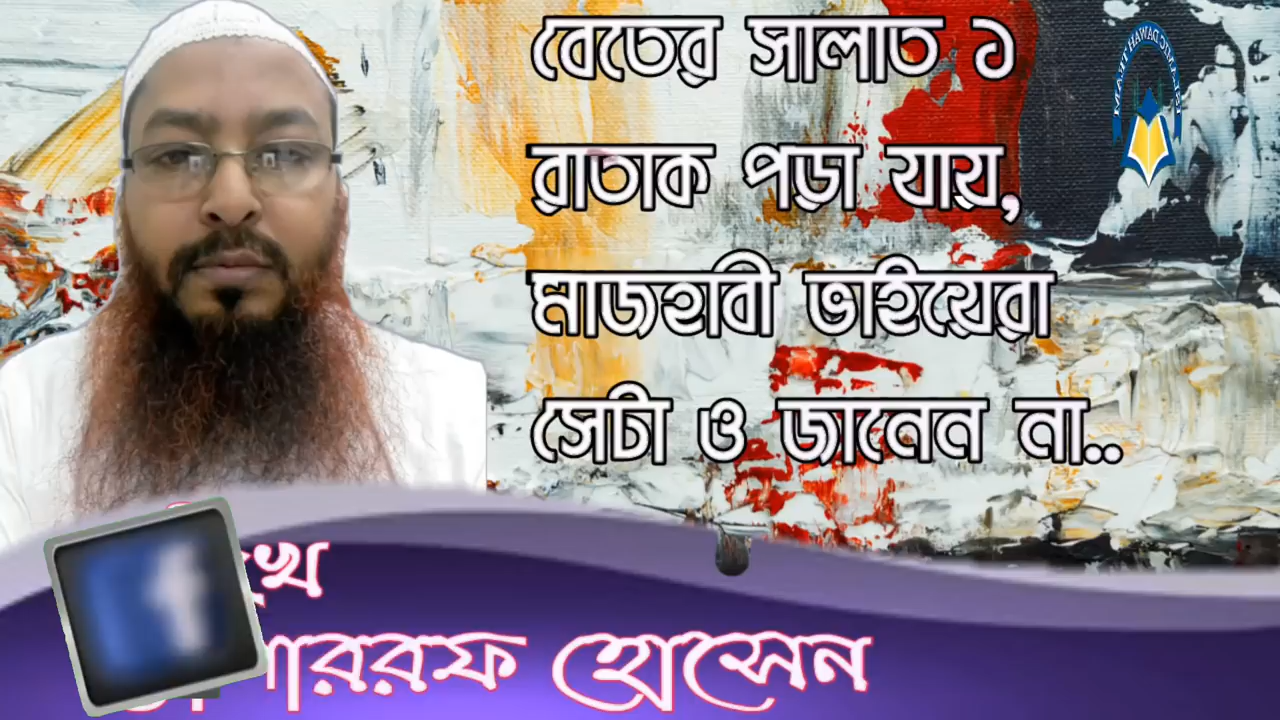 বেতের সালাত ১
রাতাক পড়া যায়,
মাজহাবী ভাইয়েরা
সেটা ও জানেন না..
হোসেন